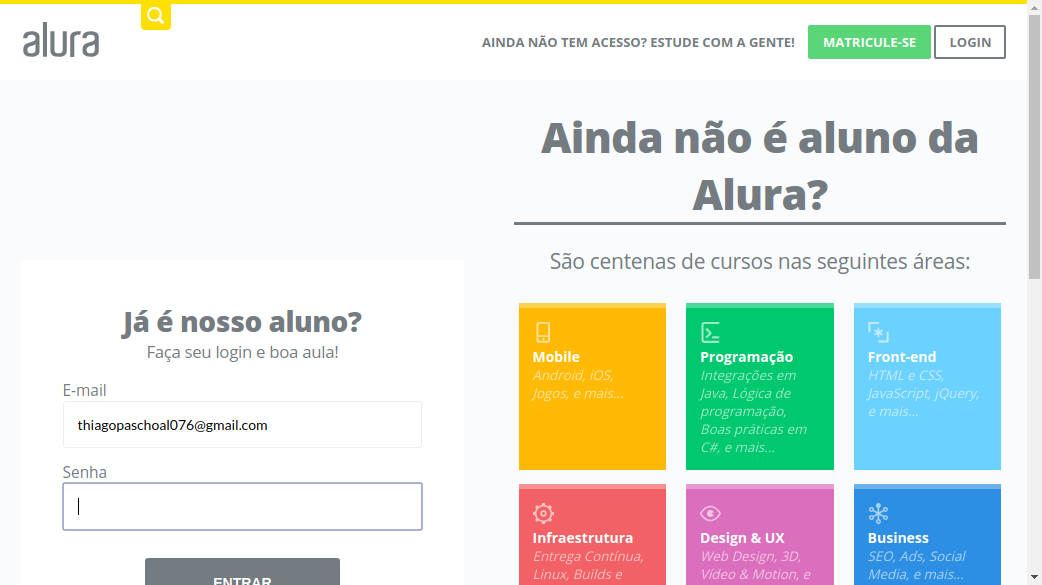 alura
AINDA NÃO TEM ACESSO? ESTUDE COM A GENTE!
MATRICULE-SE
LOGIN
Já é nosso aluno?
Faça seu login e boa aula!
E-mail
thiagopaschoal076@gmail.com
Senha
ENTRAR
Ainda não é aluno da
Alura?
São centenas de cursos nas seguintes áreas:
Mobile
Android, iOS,
Jogos, e mais...
Programação
Integrações em
Java, Lógica de
programação,
Boas práticas em
C#, e mais...
Front-end
HTML e CSS,
JavaScript, jQuery,
e mais...
Infraestrutura
Entrega Contínua,
Linux, Builds e
Design & UX
Web Design, 3D,
Vídeo & Motion, e
Business
SEO, Ads, Social
Media, e mais...